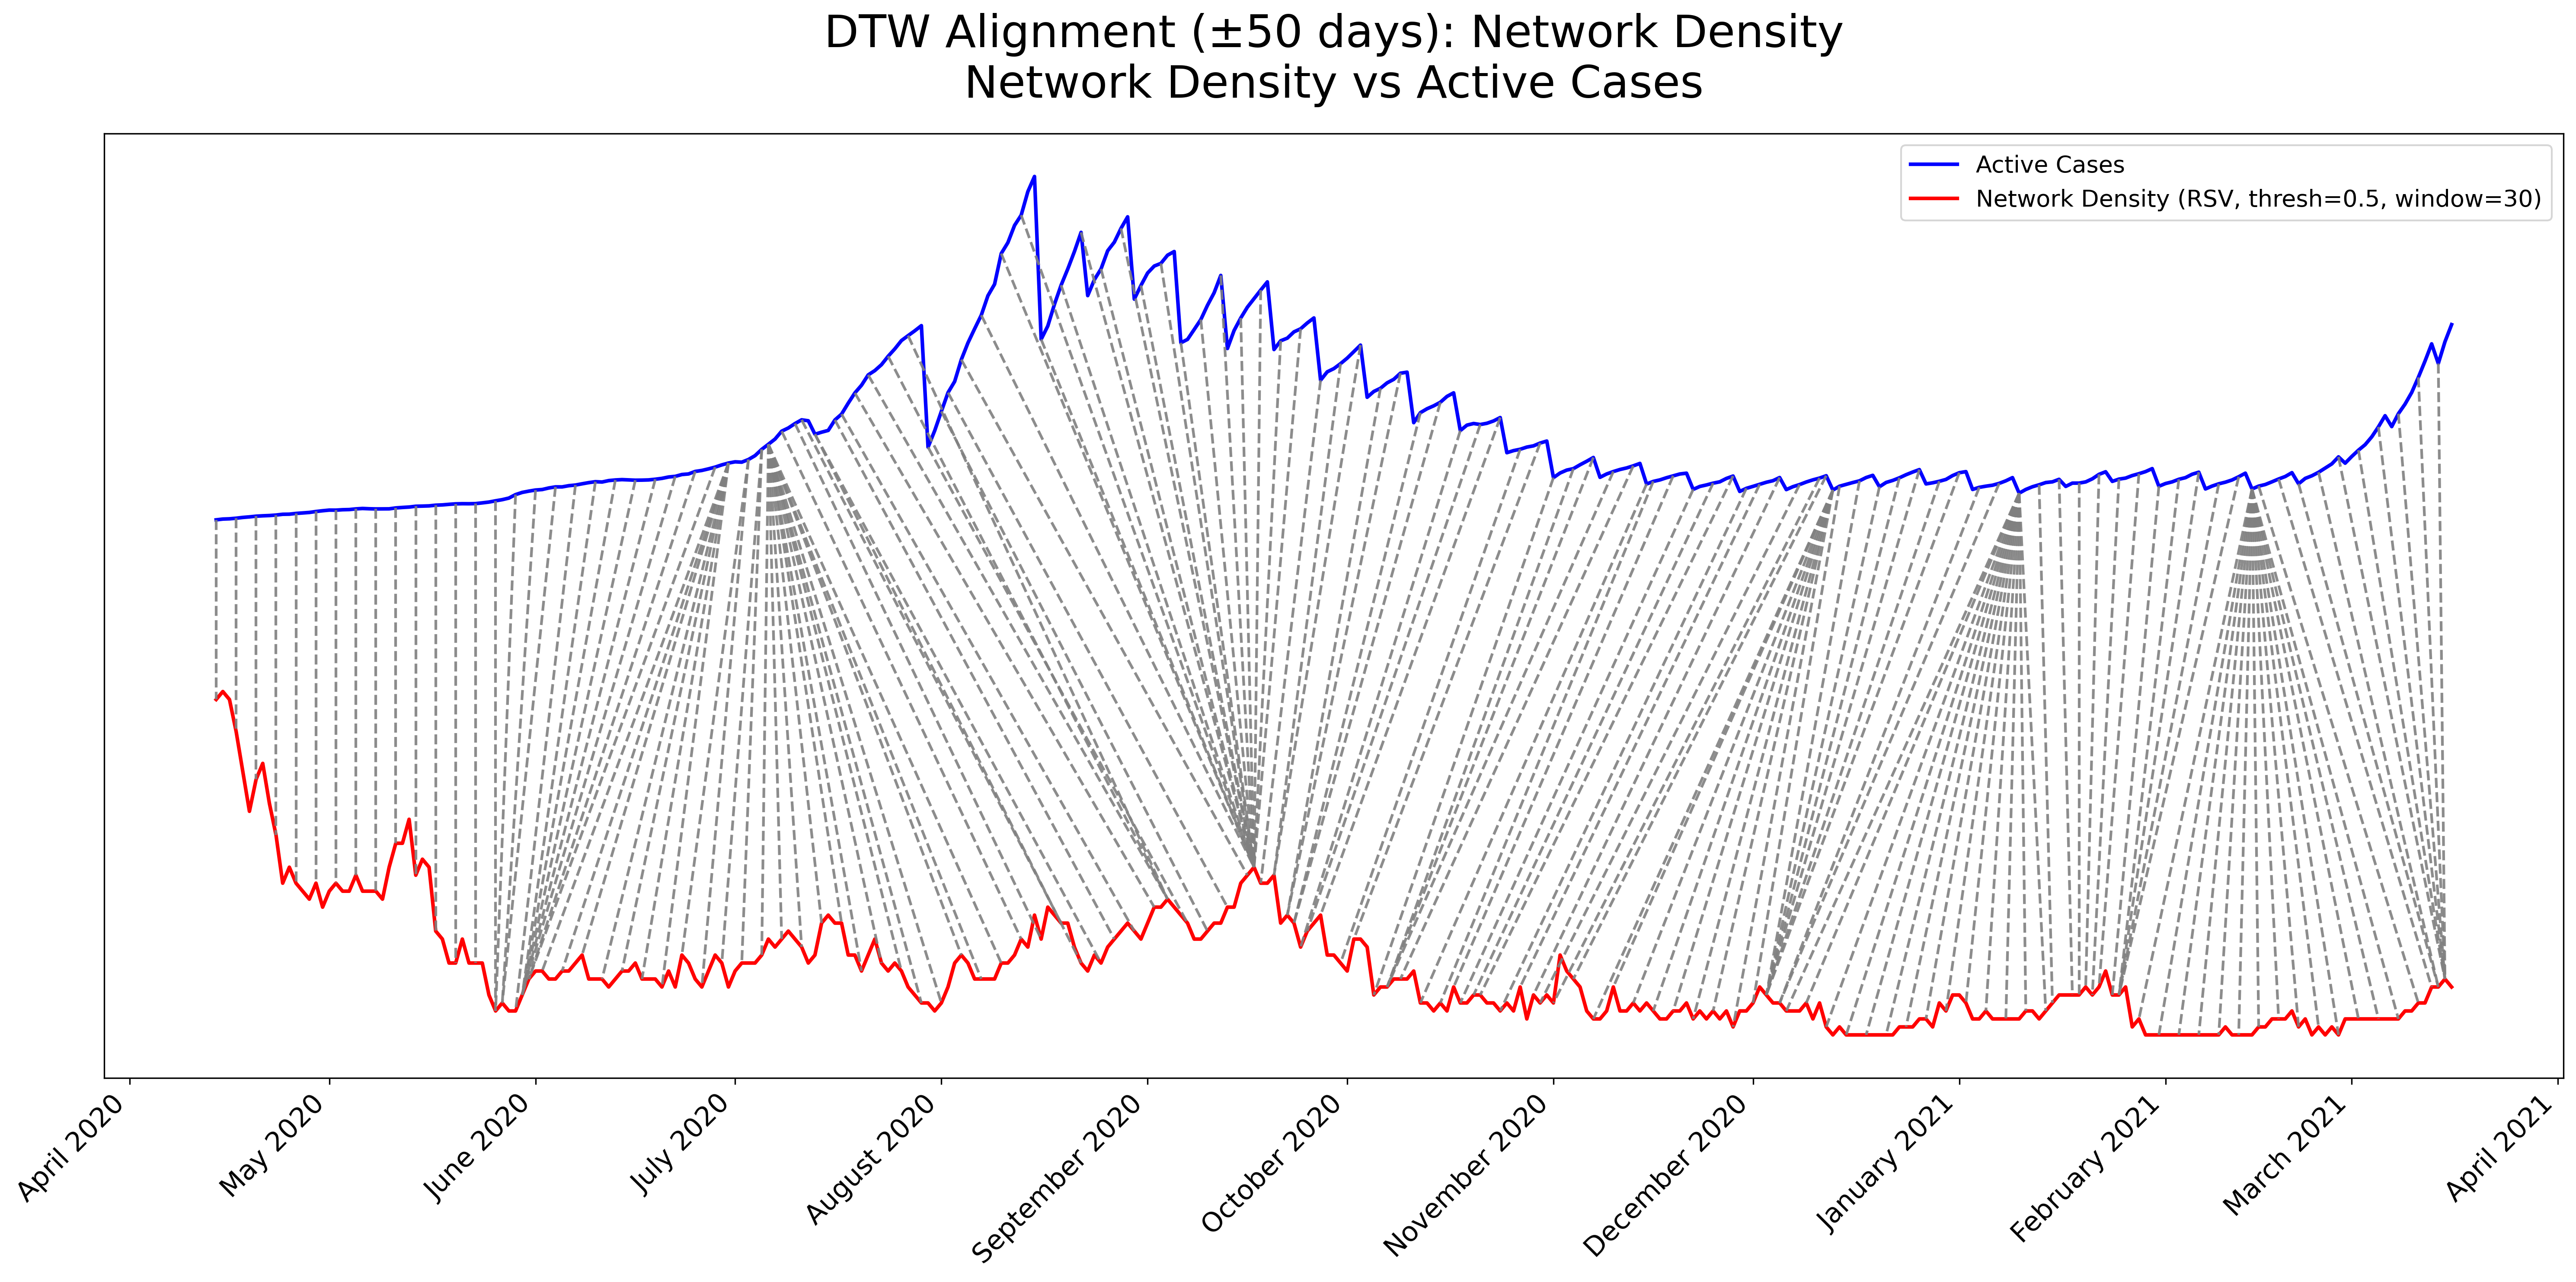 DTW Alignment (±50 days): Network Density
Network Density vs Active Cases
Active Cases
Network Density (RSV, thresh=0.5, window=30)
April 2020
May 2020
June 2020
July 2020
August 2020
September 2020
October 2020
November 2020
December 2020
January 2021
February 2021
March 2021
April 2021